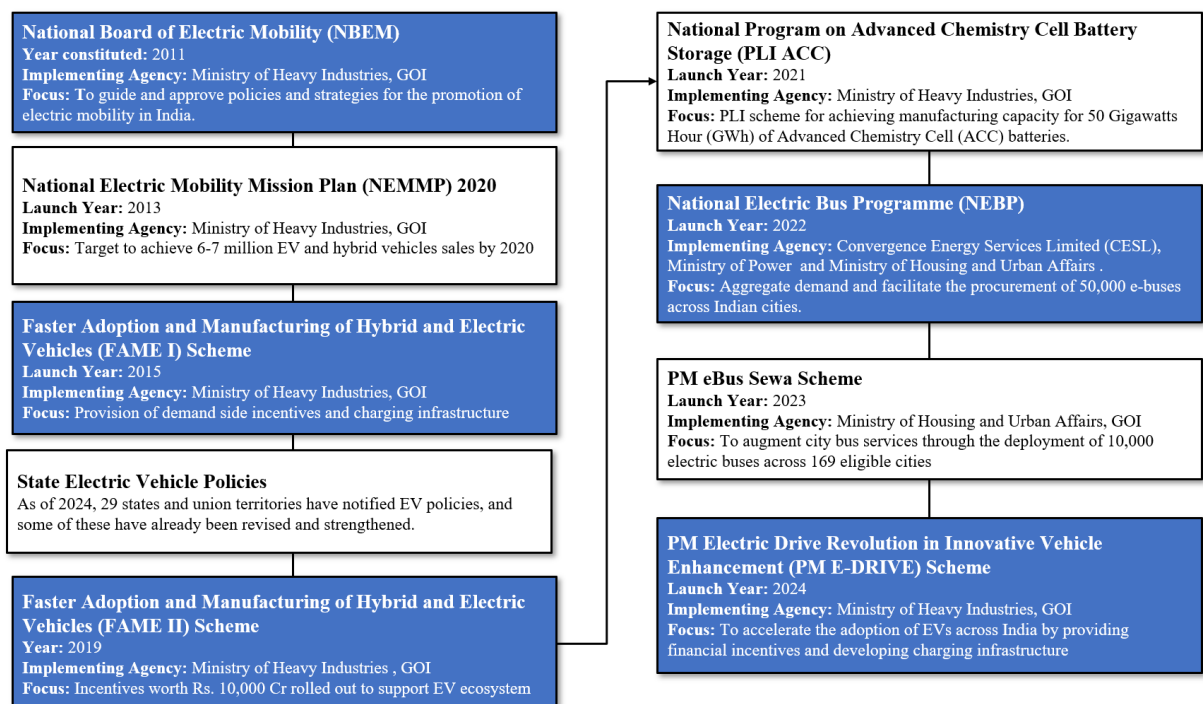 National Board of Electric Mobility (NBEM)
Year constituted: 2011
Implementing Agency: Ministry of Heavy Industries, GOI
Focus: To guide and approve policies and strategies for the promotion of
electric mobility in India.
National Electric Mobility Mission Plan (NEMMP) 2020
Launch Year: 2013
Implementing Agency: Ministry of Heavy Industries, GOI
Focus: Target to achieve 6-7 million EV and hybrid vehicles sales by 2020
Faster Adoption and Manufacturing of Hybrid and Electric
Vehicles (FAME I) Scheme
Launch Year: 2015
Implementing Agency: Ministry of Heavy Industries, GOI
Focus: Provision of demand side incentives and charging infrastructure
State Electric Vehicle Policies
As of 2024, 29 states and union territories have notified EV policies, and
some of these have already been revised and strengthened.
Faster Adoption and Manufacturing of Hybrid and Electric
Vehicles (FAME II) Scheme
Year: 2019
Implementing Agency: Ministry of Heavy Industries , GOI
Focus: Incentives worth Rs. 10,000 Cr rolled out to support EV ecosystem
National Program on Advanced Chemistry Cell Battery
Storage (PLI ACC)
Launch Year: 2021
Implementing Agency: Ministry of Heavy Industries, GOI
Focus: PLI scheme for achieving manufacturing capacity for 50 Gigawatts
Hour (GWh) of Advanced Chemistry Cell (ACC) batteries.
National Electric Bus Programme (NEBP)
Launch Year: 2022
Implementing Agency: Convergence Energy Services Limited (CESL),
Ministry of Power and Ministry of Housing and Urban Affairs .
Focus: Aggregate demand and facilitate the procurement of 50,000 e-buses
across Indian cities.
PM eBus Sewa Scheme
Launch Year: 2023
Implementing Agency: Ministry of Housing and Urban Affairs, GOI
Focus: To augment city bus services through the deployment of 10,000
electric buses across 169 eligible cities
PM Electric Drive Revolution in Innovative Vehicle
Enhancement (PM E-DRIVE) Scheme
Launch Year: 2024
Implementing Agency: Ministry of Heavy Industries, GOI
Focus: To accelerate the adoption of EVs across India by providing
financial incentives and developing charging infrastructure